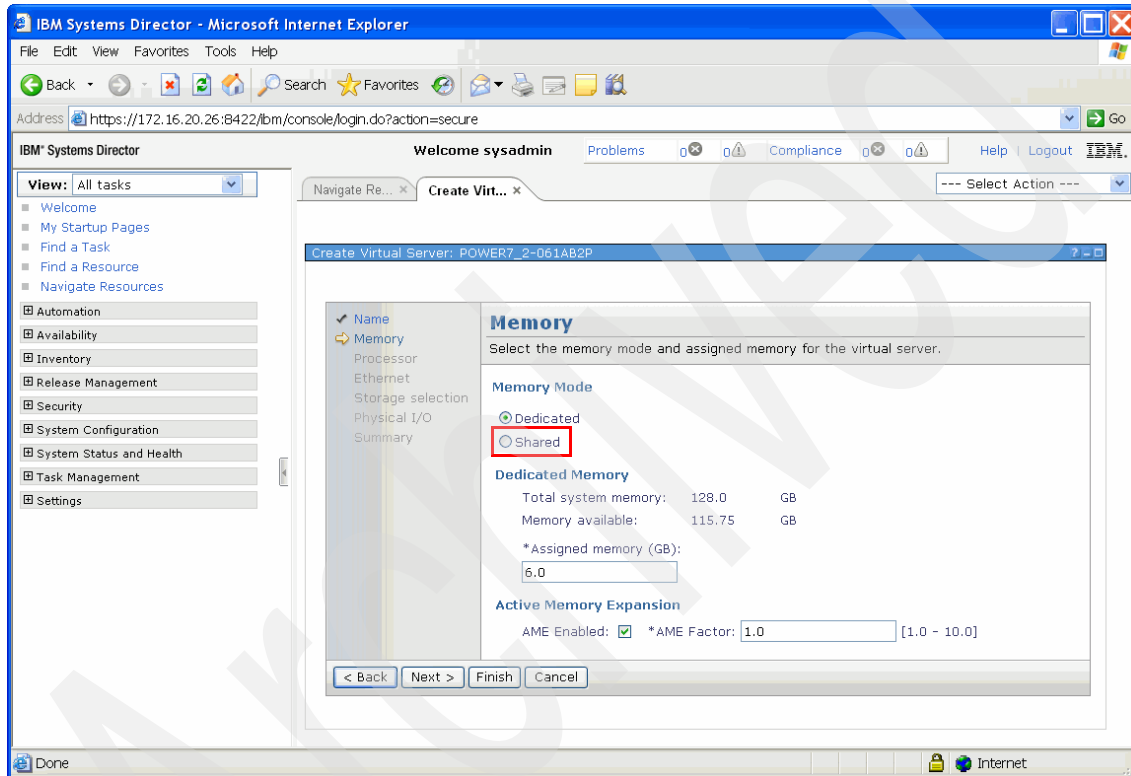 IBM Systems Director - Microsoft Internet Explorer
File Edit View Favorites Tools Help
Back Search Favorites
Address https://172.16.20.26:8422/ibm/console/login.do?action=secure Go
IBM® Systems Director Welcome sysadmin Problems 0 0 Compliance 0 0 Help | Logout IBM.
View: All tasks
Navigate Re... × Create Virt... × --- Select Action ---
Welcome
My Startup Pages
Find a Task
Find a Resource
Navigate Resources
Automation
Availability
Inventory
Release Management
Security
System Configuration
System Status and Health
Task Management
Settings
Create Virtual Server: POWER7_2-061AB2P ? – □
Name
Memory
Processor
Ethernet
Storage selection
Physical I/O
Summary
Memory
Select the memory mode and assigned memory for the virtual server.
Memory Mode
Dedicated
Shared
Dedicated Memory
Total system memory: 128.0 GB
Memory available: 115.75 GB
*Assigned memory (GB):
6.0
Active Memory Expansion
AME Enabled: *AME Factor: 1.0 [1.0 - 10.0]
< Back Next > Finish Cancel
Done Internet
Archived